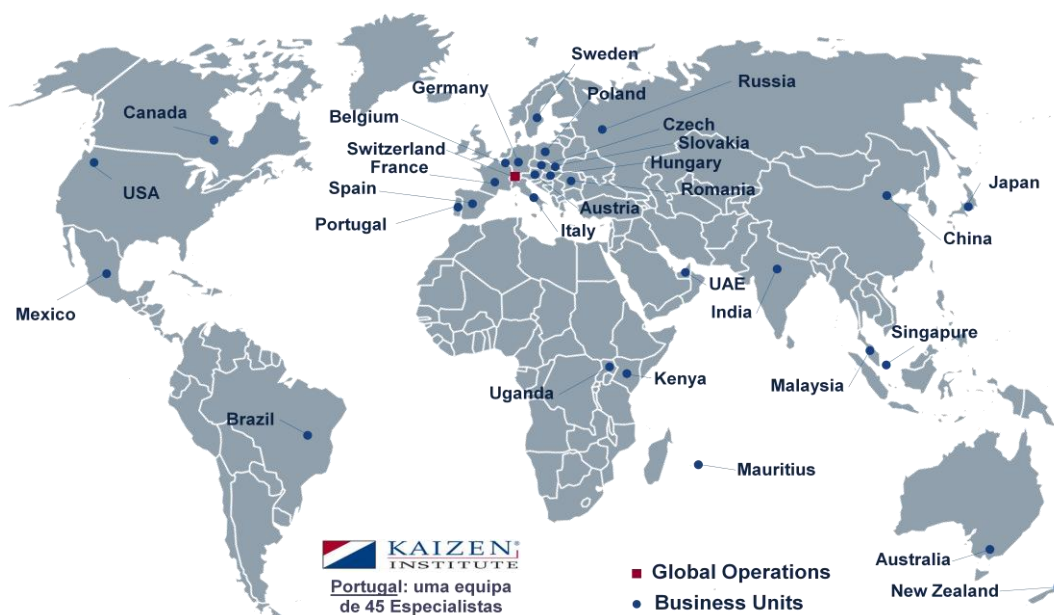 Sweden
Germany
Poland
Russia
Canada
Belgium
Czech
Slovakia
Switzerland
Hungary
France
USA
Spain
Romania
Japan
Portugal
Austria
Italy
China
UAE
Mexico
India
Singapure
Malaysia
Uganda
Kenya
Brazil
Mauritius
KAIZEN
INSTITUTE
Portugal: uma equipa
de 45 Especialistas
Global Operations
Business Units
Australia
New Zealand